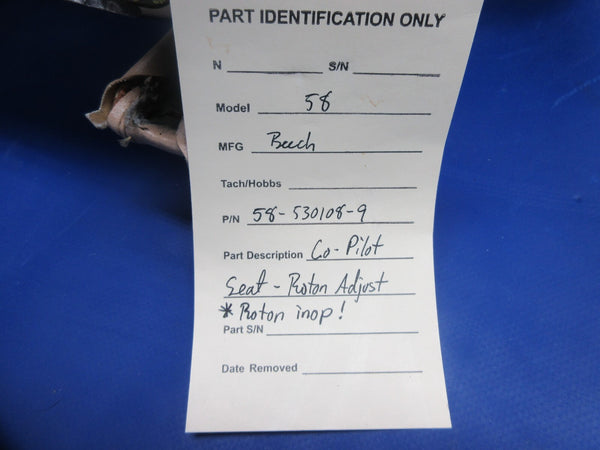 PART IDENTIFICATION ONLY
N S/N
Model 58
MFG Beech
Tach/Hobbs
P/N 58-530108-9
Part Description Co-Pilot
Seat - Roton Adjust
* Roton inop!
Part S/N
Date Removed